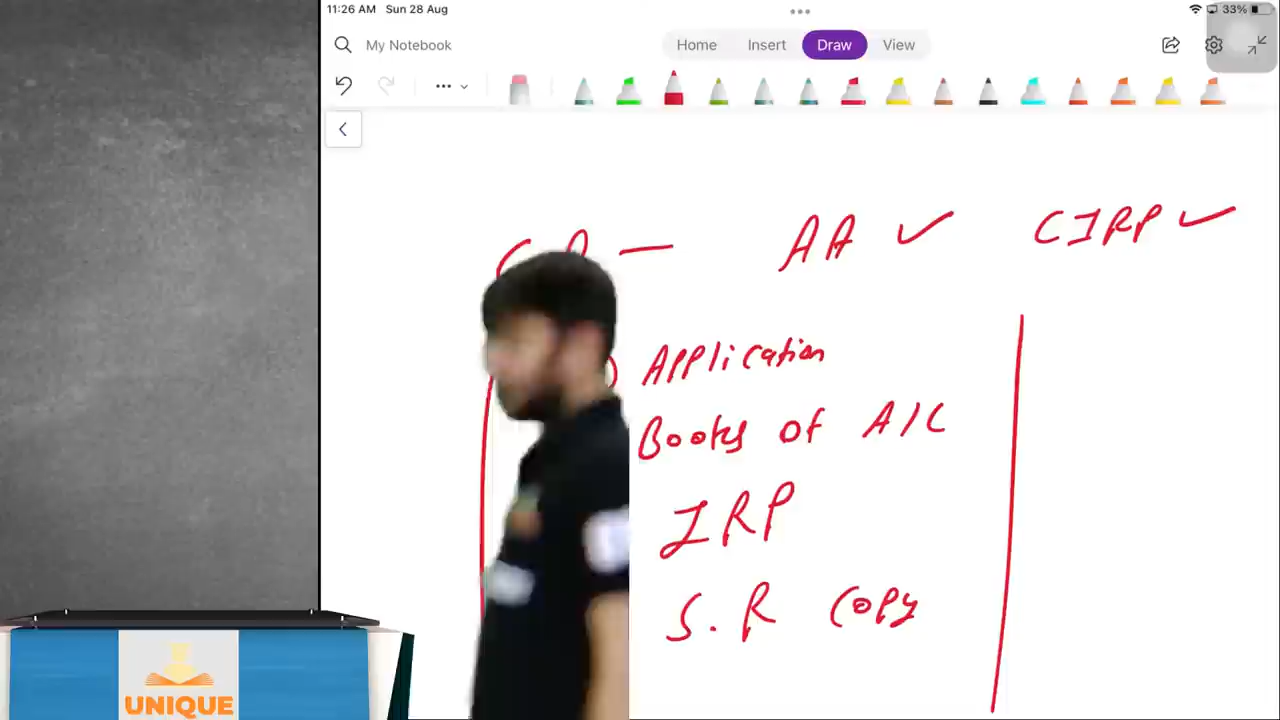 11:26 AM Sun 28 Aug
33%
My Notebook
Home Insert Draw View
AA ✓ CIRP ✓
Application
Books of A/C
IRP
S.R Copy
UNIQUE